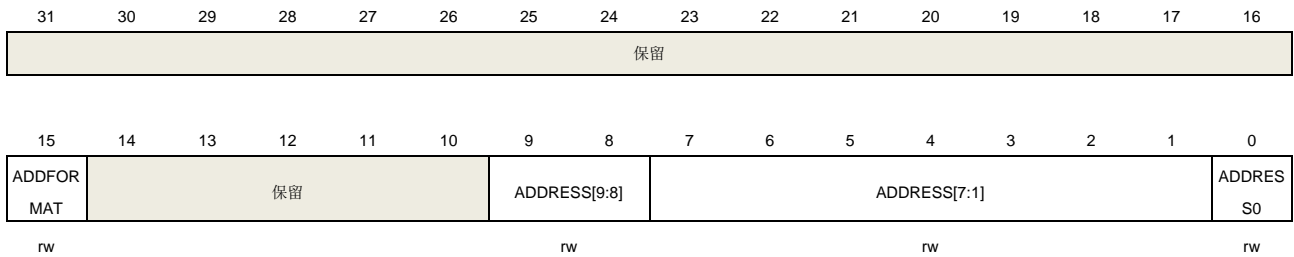 31 30 29 28 27 26 25 24 23 22 21 20 19 18 17 16
保留
15 14 13 12 11 10 9 8 7 6 5 4 3 2 1 0
ADDFOR
MAT
保留
ADDRESS[9:8]
ADDRESS[7:1]
ADDRES
S0
rw rw rw rw